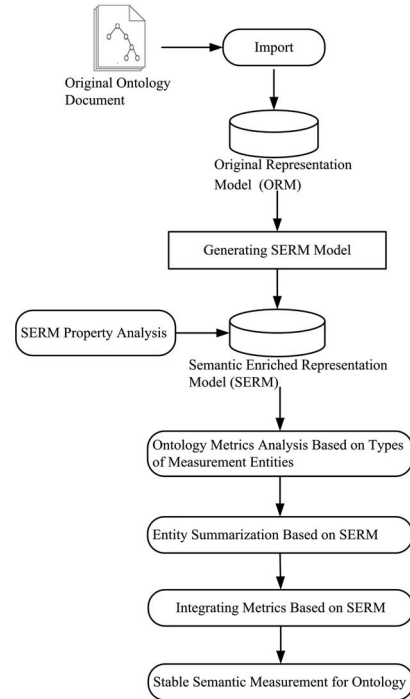 Original Ontology
Document
Import
Original Representation
Model (ORM)
Generating SERM Model
SERM Property Analysis
Semantic Enriched Representation
Model (SERM)
Ontology Metrics Analysis Based on Types
of Measurement Entities
Entity Summarization Based on SERM
Integrating Metrics Based on SERM
Stable Semantic Measurement for Ontology